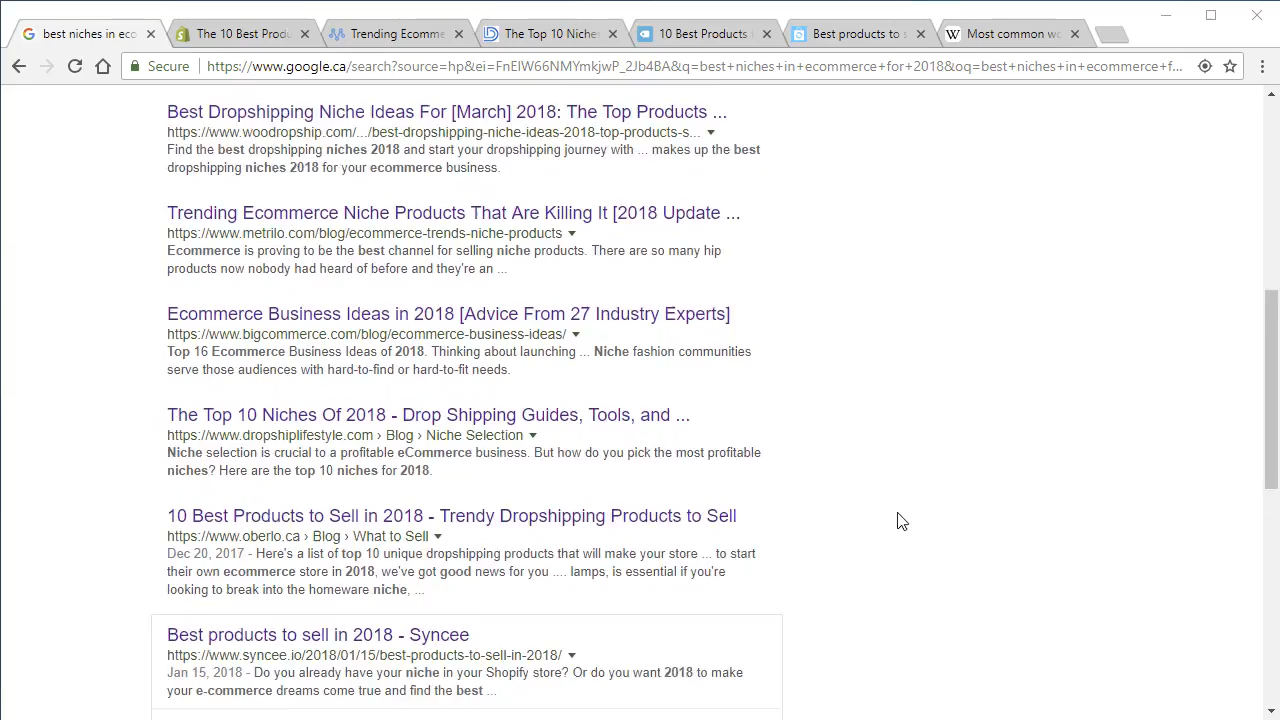 best niches in eco
The 10 Best Produ
Trending Ecomme
The Top 10 Niche
10 Best Products
Best products to s
Most common wo
Secure
https://www.google.ca/search?source=hp&ei=FnEIW66NMYmkjwP_2Jb4BA&q=best+niches+in+ecommerce+for+2018&oq=best+niches+in+ecommerce+f...
Best Dropshipping Niche Ideas For [March] 2018: The Top Products ...
https://www.woodropship.com/.../best-dropshipping-niche-ideas-2018-top-products-s...
Find the best dropshipping niches 2018 and start your dropshipping journey with ... makes up the best
dropshipping niches 2018 for your ecommerce business.
Trending Ecommerce Niche Products That Are Killing It [2018 Update ...
https://www.metrilo.com/blog/ecommerce-trends-niche-products
Ecommerce is proving to be the best channel for selling niche products. There are so many hip
products now nobody had heard of before and they're an ...
Ecommerce Business Ideas in 2018 [Advice From 27 Industry Experts]
https://www.bigcommerce.com/blog/ecommerce-business-ideas/
Top 16 Ecommerce Business Ideas of 2018. Thinking about launching ... Niche fashion communities
serve those audiences with hard-to-find or hard-to-fit needs.
The Top 10 Niches Of 2018 - Drop Shipping Guides, Tools, and ...
https://www.dropshiplifestyle.com › Blog › Niche Selection
Niche selection is crucial to a profitable eCommerce business. But how do you pick the most profitable
niches? Here are the top 10 niches for 2018.
10 Best Products to Sell in 2018 - Trendy Dropshipping Products to Sell
https://www.oberlo.ca › Blog › What to Sell
Dec 20, 2017 - Here's a list of top 10 unique dropshipping products that will make your store ... to start
their own ecommerce store in 2018, we've got good news for you .... lamps, is essential if you're
looking to break into the homeware niche, ...
Best products to sell in 2018 - Syncee
https://www.syncee.io/2018/01/15/best-products-to-sell-in-2018/
Jan 15, 2018 - Do you already have your niche in your Shopify store? Or do you want 2018 to make
your e-commerce dreams come true and find the best ...